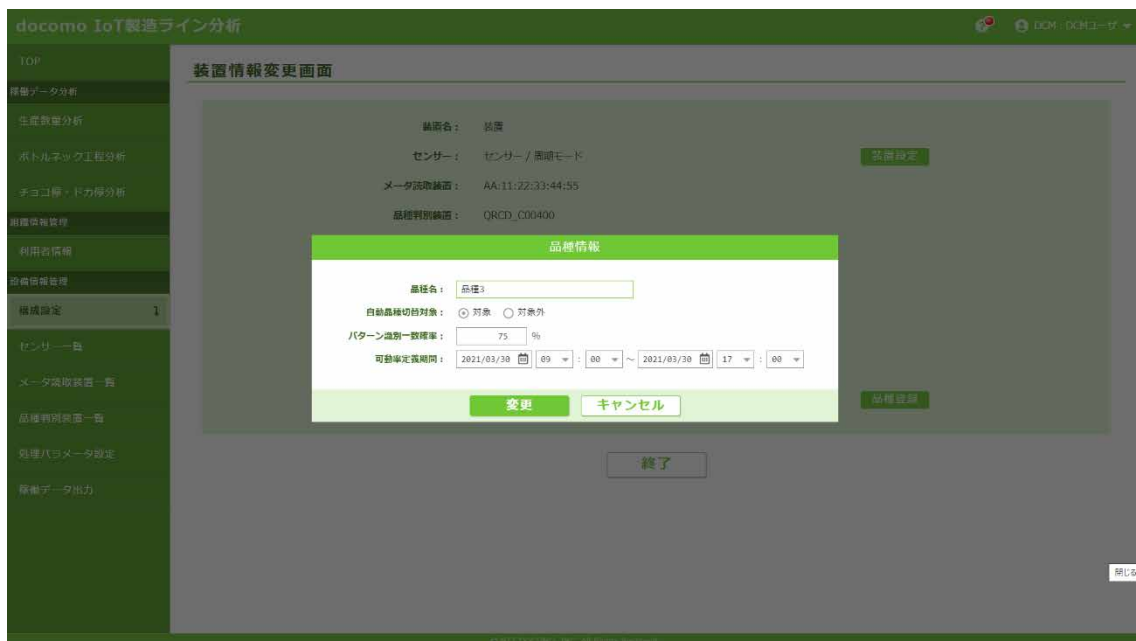 docomo IoT製造ライン分析
DCM : DCMユーザ
TOP
装置情報変更画面
稼働データ分析
生産数量分析
ボトルネック工程分析
チョコ停・ドカ停分析
組織情報管理
利用者情報
設備情報管理
構成設定
センサー一覧
メータ読取装置一覧
品種判別装置一覧
処理パラメータ設定
稼働データ出力
装置名： 装置
センサー： センサー / 周期モード
装置設定
メータ読取装置： AA:11:22:33:44:55
品種判別装置： QRCD_C00400
品種情報
品種名： 品種3
自動品種切替対象： 対象 対象外
パターン識別一致確率： 75 %
可動率定義期間： 2021/03/30 09 : 00 ～ 2021/03/30 17 : 00
変更 キャンセル
品種登録
終了
閉じる